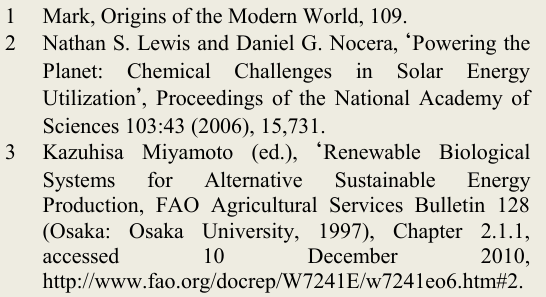 1 Mark, Origins of the Modern World, 109.
2 Nathan S. Lewis and Daniel G. Nocera, ‘Powering the
Planet: Chemical Challenges in Solar Energy
Utilization’, Proceedings of the National Academy of
Sciences 103:43 (2006), 15,731.
3 Kazuhisa Miyamoto (ed.), ‘Renewable Biological
Systems for Alternative Sustainable Energy
Production, FAO Agricultural Services Bulletin 128
(Osaka: Osaka University, 1997), Chapter 2.1.1,
accessed 10 December 2010,
http://www.fao.org/docrep/W7241E/w7241eo6.htm#2.